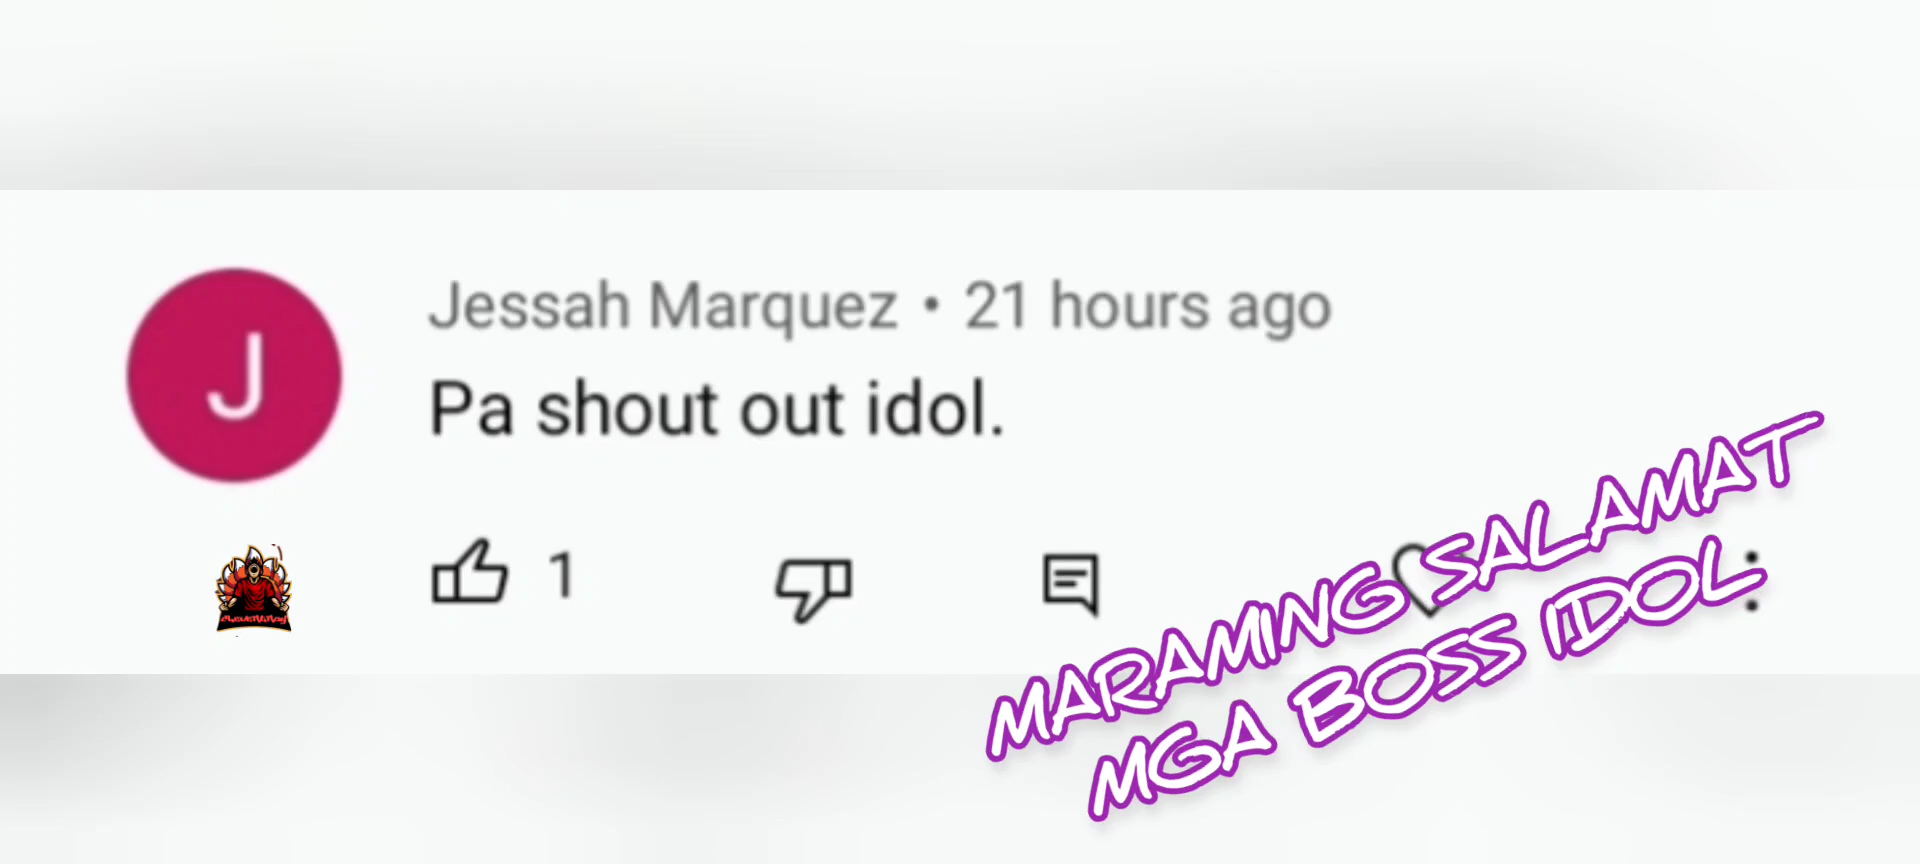 Jessah Marquez • 21 hours ago
Pa shout out idol.
J
1
MARAMING SALAMAT
MGA BOSS IDOL